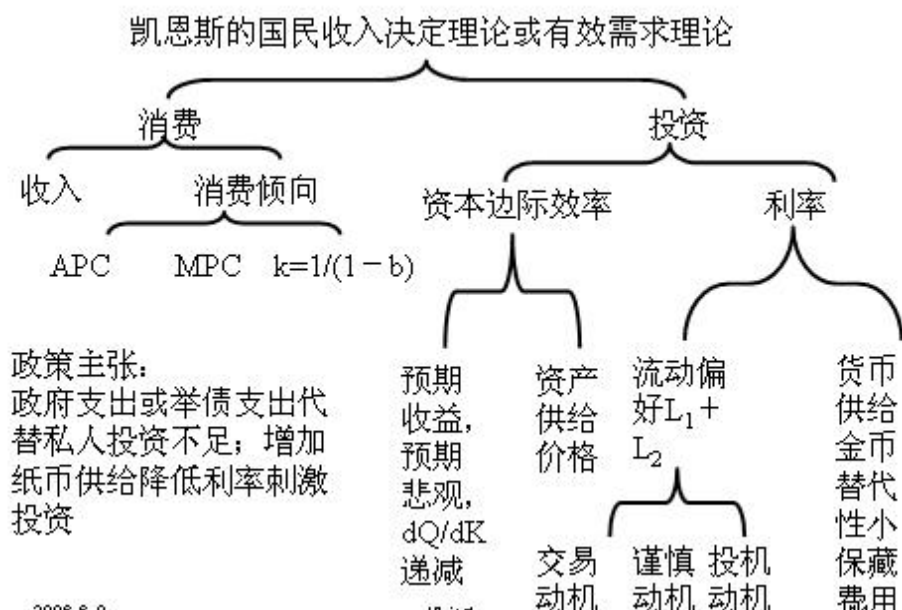 凯恩斯的国民收入决定理论或有效需求理论
消费
投资
收入
消费倾向
资本边际效率
利率
APC
MPC
k=1/(1－b)
政策主张：
政府支出或举债支出代
替私人投资不足；增加
纸币供给降低利率刺激
投资
预期
收益，
预期
悲观，
dQ/dK
递减
资产
供给
价格
流动偏
好L₁＋
L₂
货币
供给
金币
替代
性小
保藏
费用
交易
动机
谨慎
动机
投机
动机